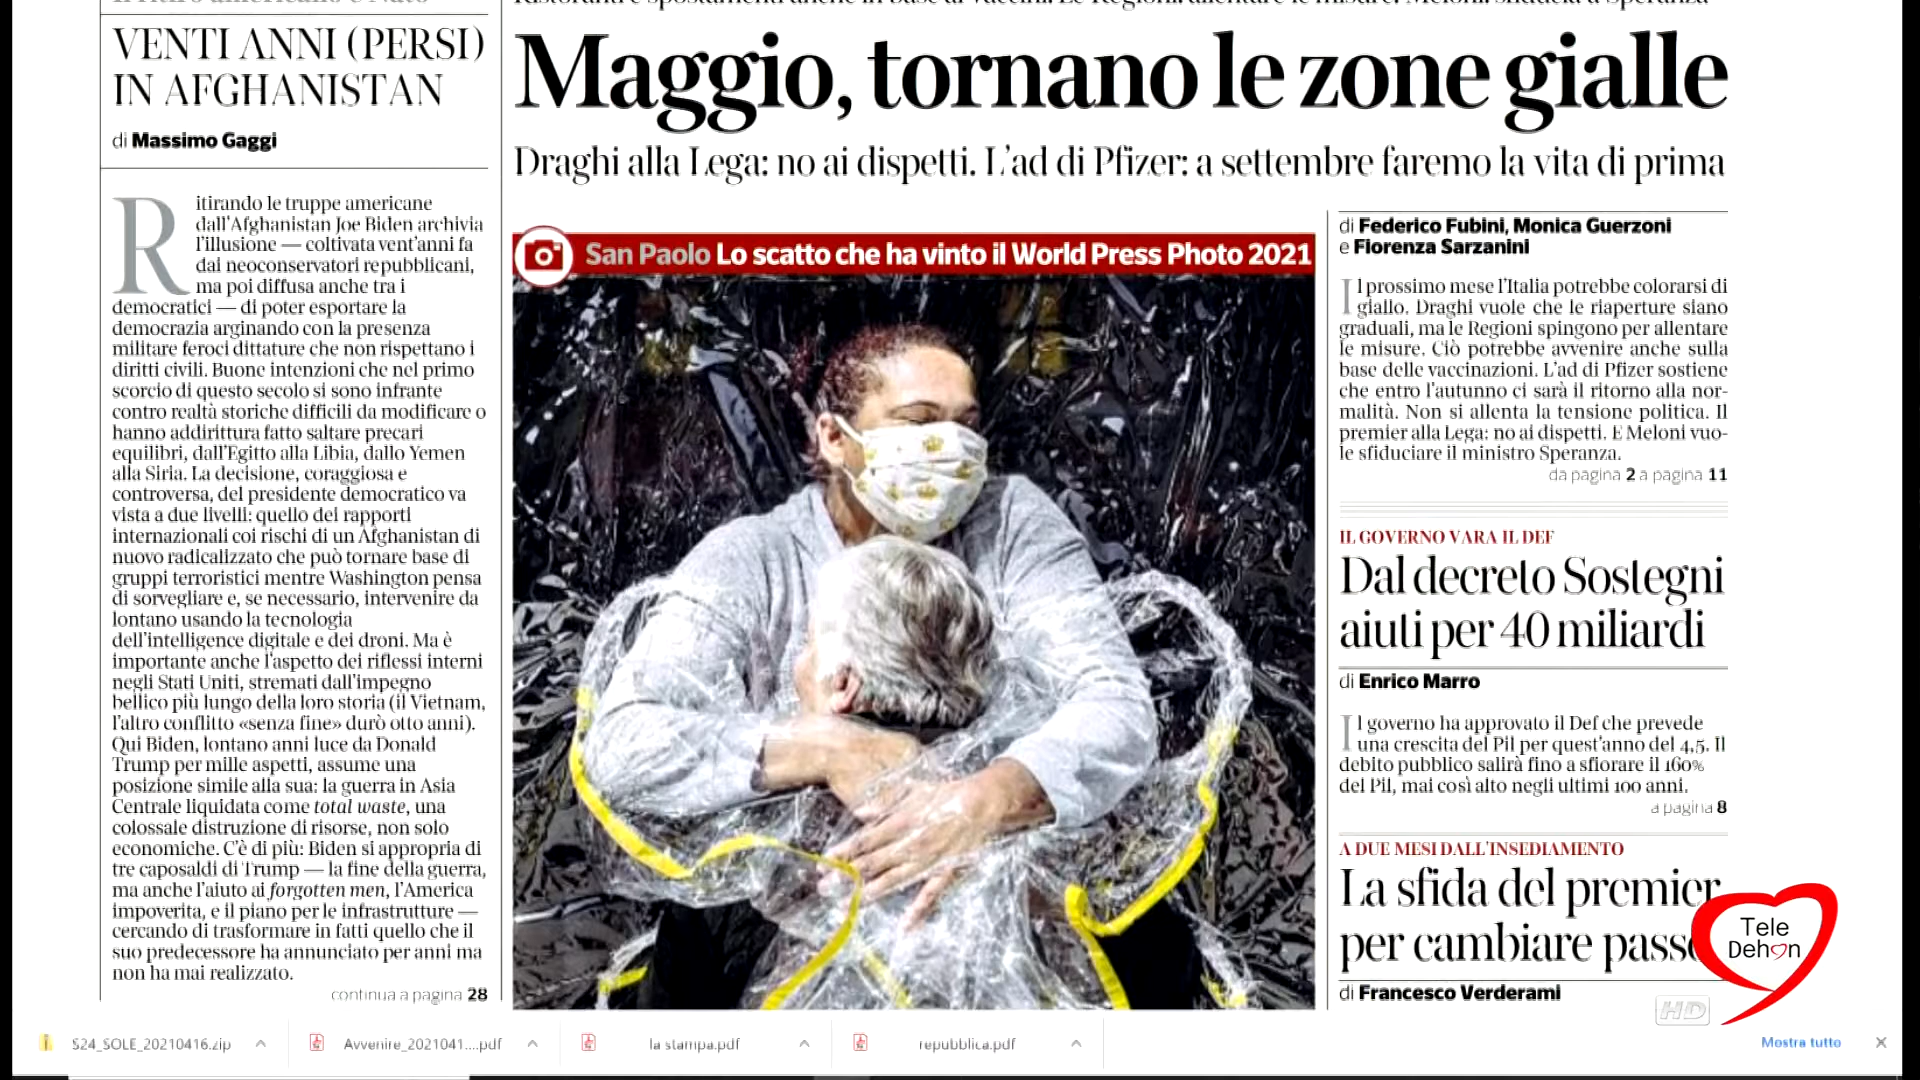 VENTI ANNI (PERSI)
IN AFGHANISTAN
di Massimo Gaggi
Ritirando le truppe americane
dall'Afghanistan Joe Biden archivia
l'illusione — coltivata vent'anni fa
dai neoconservatori repubblicani,
ma poi diffusa anche tra i
democratici — di poter esportare la
democrazia arginando con la presenza
militare feroci dittature che non rispettano i
diritti civili. Buone intenzioni che nel primo
scorcio di questo secolo si sono infrante
contro realtà storiche difficili da modificare o
hanno addirittura fatto saltare precari
equilibri, dall'Egitto alla Libia, dallo Yemen
alla Siria. La decisione, coraggiosa e
controversa, del presidente democratico va
vista a due livelli: quello dei rapporti
internazionali coi rischi di un Afghanistan di
nuovo radicalizzato che può tornare base di
gruppi terroristici mentre Washington pensa
di sorvegliare e, se necessario, intervenire da
lontano usando la tecnologia
dell'intelligence digitale e dei droni. Ma è
importante anche l'aspetto dei riflessi interni
negli Stati Uniti, stremati dall'impegno
bellico più lungo della loro storia (il Vietnam,
l'altro conflitto «senza fine» durò otto anni).
Qui Biden, lontano anni luce da Donald
Trump per mille aspetti, assume una
posizione simile alla sua: la guerra in Asia
Centrale liquidata come total waste, una
colossale distruzione di risorse, non solo
economiche. C'è di più: Biden si appropria di
tre caposaldi di Trump — la fine della guerra,
ma anche l'aiuto ai forgotten men, l'America
impoverita, e il piano per le infrastrutture —
cercando di trasformare in fatti quello che il
suo predecessore ha annunciato per anni ma
non ha mai realizzato.
continua a pagina 28
Maggio, tornano le zone gialle
Draghi alla Lega: no ai dispetti. L'ad di Pfizer: a settembre faremo la vita di prima
San Paolo Lo scatto che ha vinto il World Press Photo 2021
di Federico Fubini, Monica Guerzoni
e Fiorenza Sarzanini
Il prossimo mese l'Italia potrebbe colorarsi di
giallo. Draghi vuole che le riaperture siano
graduali, ma le Regioni spingono per allentare
le misure. Ciò potrebbe avvenire anche sulla
base delle vaccinazioni. L'ad di Pfizer sostiene
che entro l'autunno ci sarà il ritorno alla nor-
malità. Non si allenta la tensione politica. Il
premier alla Lega: no ai dispetti. E Meloni vuo-
le sfiduciare il ministro Speranza.
da pagina 2 a pagina 11
IL GOVERNO VARA IL DEF
Dal decreto Sostegni
aiuti per 40 miliardi
di Enrico Marro
Il governo ha approvato il Def che prevede
una crescita del Pil per quest'anno del 4,5. Il
debito pubblico salirà fino a sfiorare il 160%
del Pil, mai così alto negli ultimi 100 anni.
a pagina 8
A DUE MESI DALL'INSEDIAMENTO
La sfida del premier
per cambiare pass
di Francesco Verderami
Tele
Dehon
HD
S24_SOLE_20210416.zip
Avvenire_2021041....pdf
la stampa.pdf
repubblica.pdf
Mostra tutto